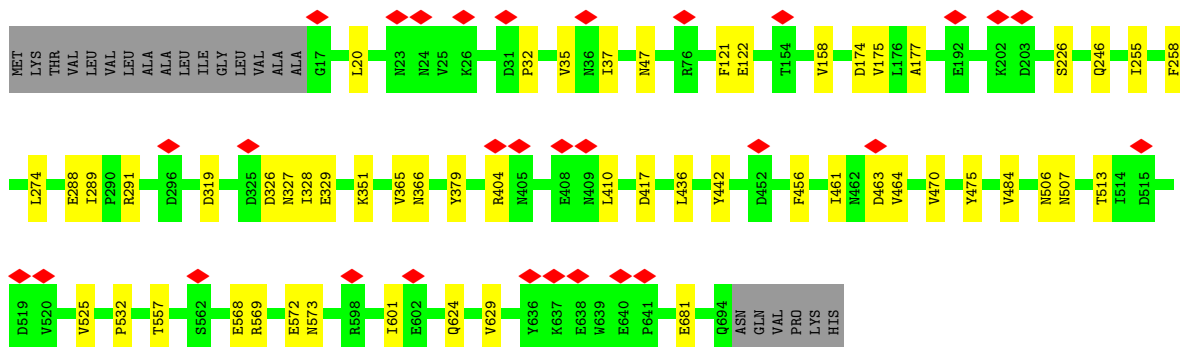 MET LYS THR VAL LEU VAL LEU ALA ALA LEU ILE GLY LEU VAL ALA ALA G17 L20 N23 N24 V25 K26 D31 P32 V35 N36 I37 N47 R76 F121 E122 T154 V158 D174 V175 L176 A177 E192 K202 D203 S226 Q246 I255 F258
L274 E288 I289 P290 R291 D296 D319 D325 D326 N327 I328 E329 K351 V365 N366 Y379 R404 N405 E408 N409 L410 D417 L436 Y442 D452 F456 I461 N462 D463 V464 V470 Y475 V484 N506 N507 T513 I514 D515
D519 V520 V525 P532 T557 S562 E568 R569 E572 N573 R598 I601 E602 Q624 V629 Y636 K637 E638 W639 E640 P641 E681 Q694 ASN GLN VAL PRO LYS HIS